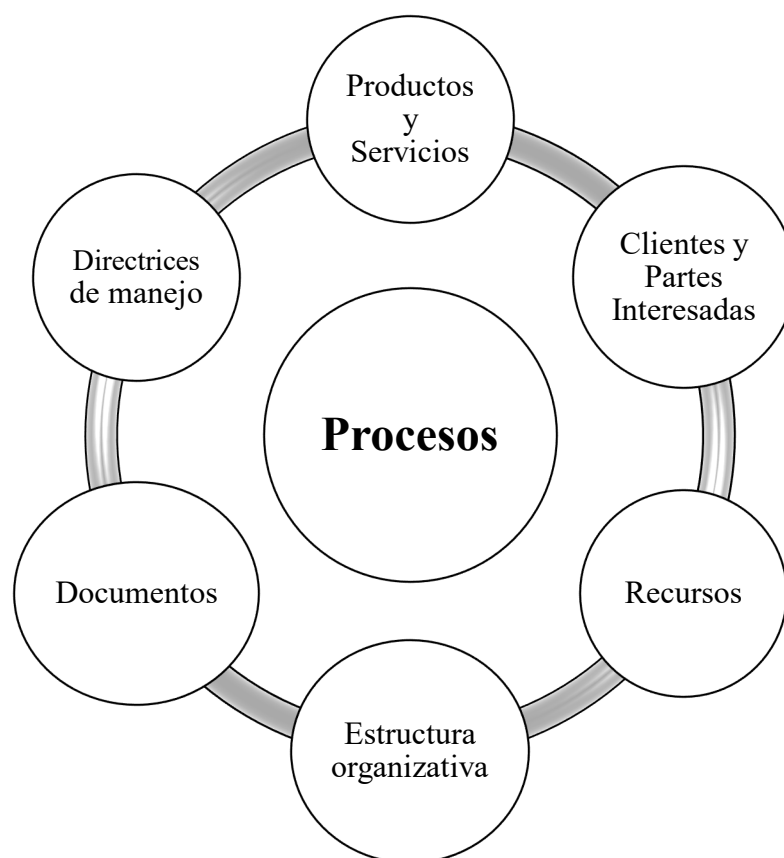 Productos
y
Servicios
Clientes y
Partes
Interesadas
Recursos
Estructura
organizativa
Documentos
Directrices
de manejo
Procesos